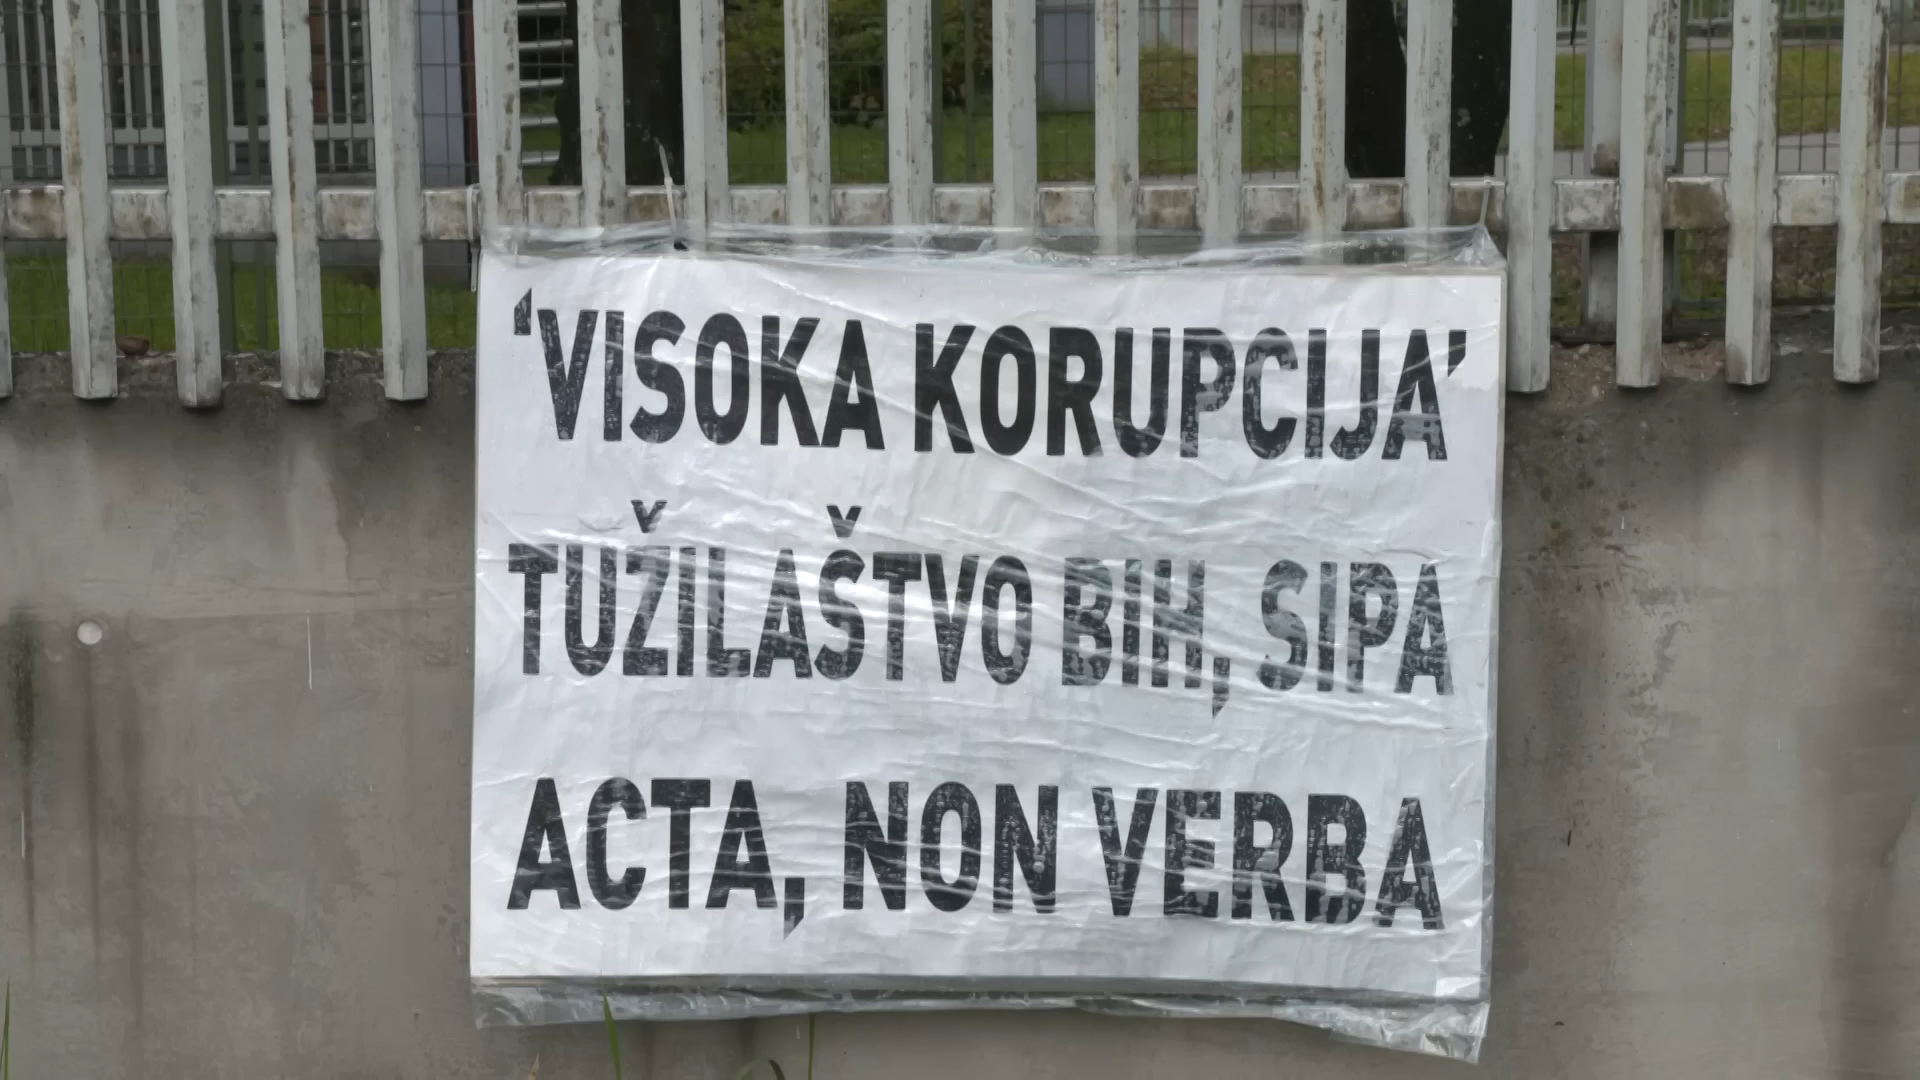 ‘VISOKA KORUPCIJA’
TUŽILAŠTVO BIH, SIPA
ACTA, NON VERBA